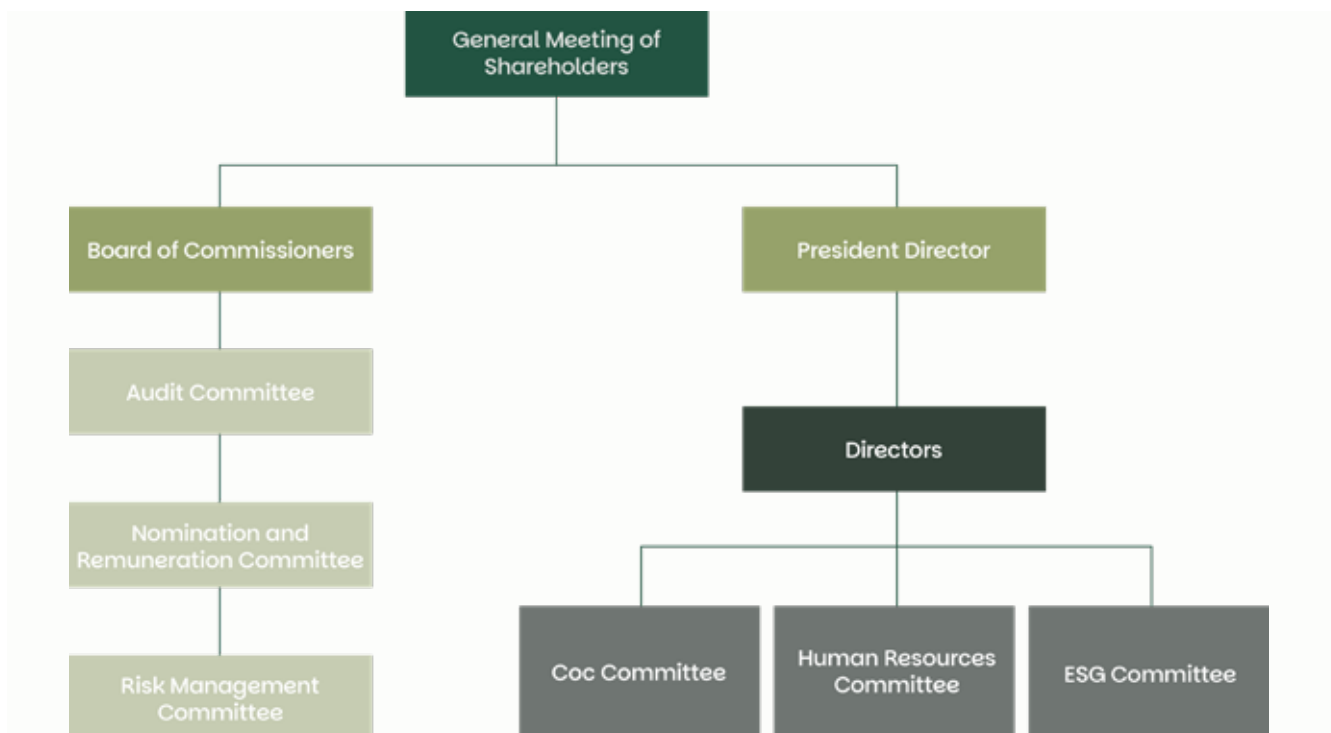 General Meeting of
Shareholders
Board of Commissioners
President Director
Audit Committee
Directors
Nomination and
Remuneration Committee
Coc Committee
Human Resources
Committee
ESG Committee
Risk Management
Committee